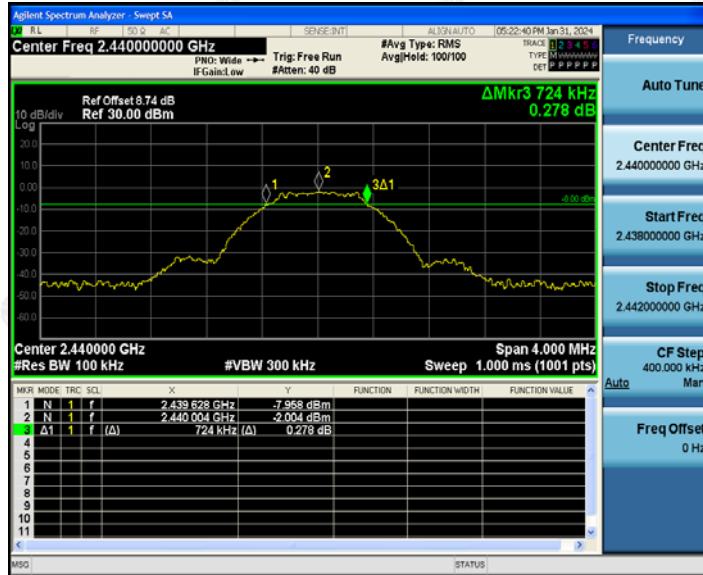 Agilent Spectrum Analyzer - Swept SA
RL RF 50 Ω AC SENSE:INT ALIGN AUTO 05:22:40 PM Jan 31, 2024
Center Freq 2.440000000 GHz
PNO: Wide
IFGain:Low
Trig: Free Run
#Atten: 40 dB
#Avg Type: RMS
Avg|Hold: 100/100
TRACE 1 2 3 4 5 6
TYPE M
DET P P P P P P
Frequency
Ref Offset 8.74 dB
10 dB/div Ref 30.00 dBm
Log
ΔMkr3 724 kHz
0.278 dB
20.0
10.0
0.00
-10.0
-20.0
-30.0
-40.0
-50.0
-60.0
1
2
3Δ1
-8.00 dBm
Center 2.440000 GHz Span 4.000 MHz
#Res BW 100 kHz #VBW 300 kHz Sweep 1.000 ms (1001 pts)
MKR MODE TRC SCL X Y FUNCTION FUNCTION WIDTH FUNCTION VALUE
1 N 1 f 2.439 628 GHz -7.958 dBm
2 N 1 f 2.440 004 GHz -2.004 dBm
3 Δ1 1 f (Δ) 724 kHz (Δ) 0.278 dB
4
5
6
7
8
9
10
11
MSG STATUS
Auto Tune
Center Freq
2.440000000 GHz
Start Freq
2.438000000 GHz
Stop Freq
2.442000000 GHz
CF Step
400.000 kHz
Auto Man
Freq Offset
0 Hz